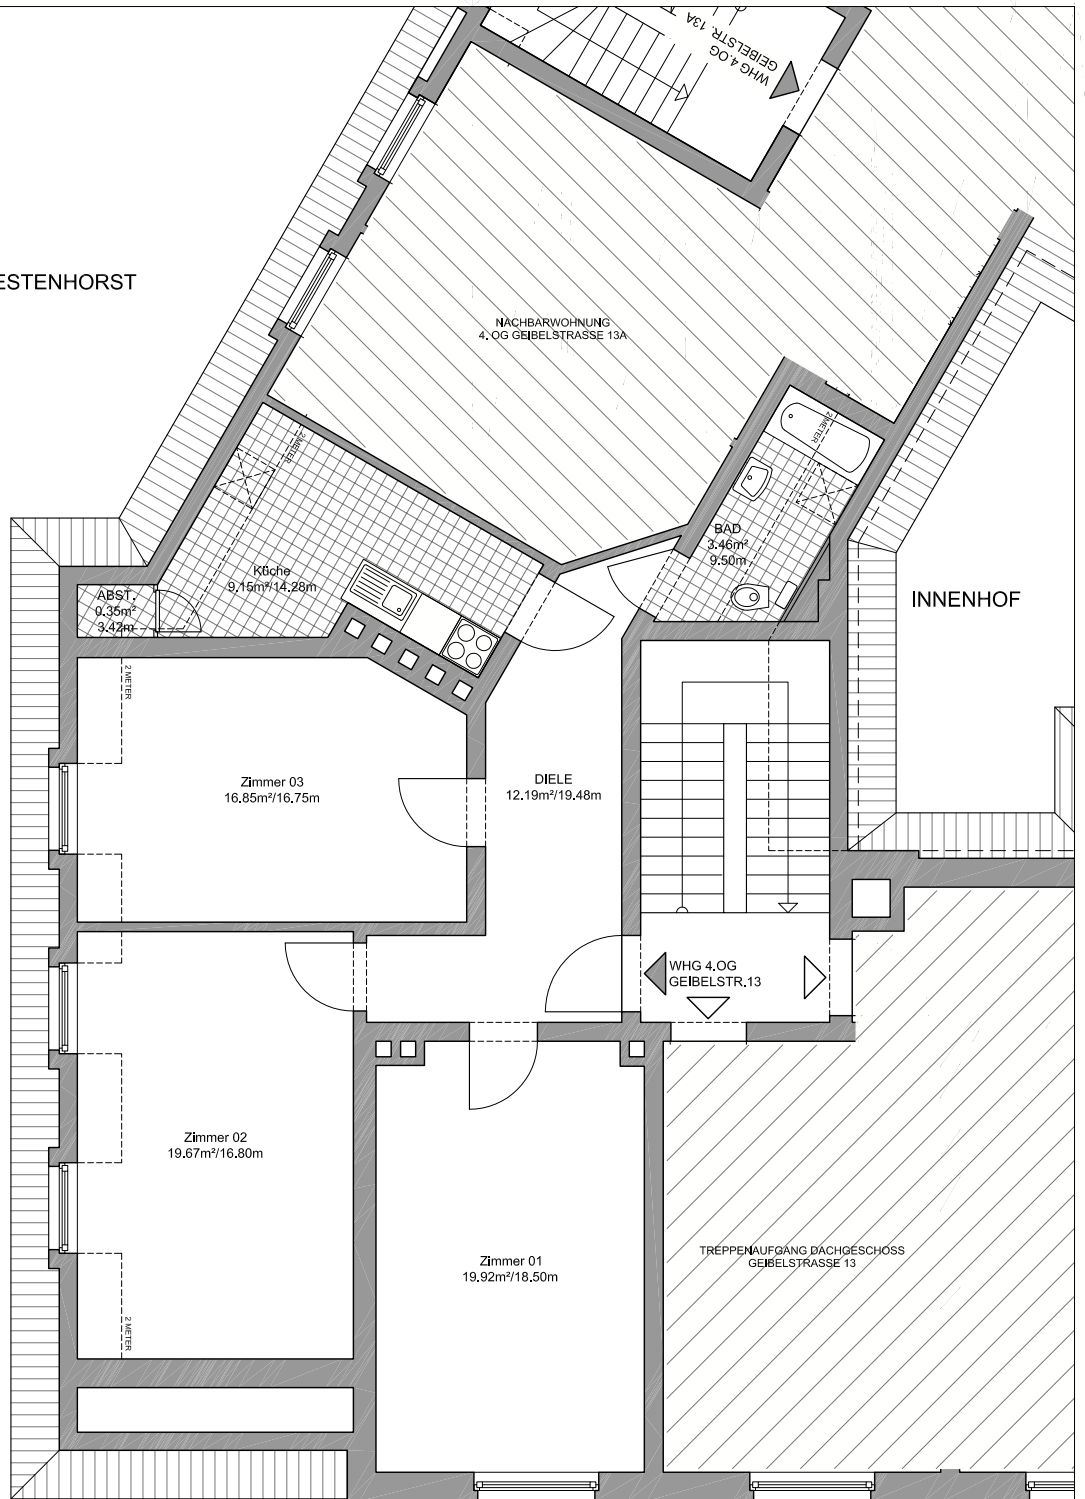 WHG 4.OG
GEIBELSTR. 13A
ESTENHORST
NACHBARWOHNUNG
4. OG GEIBELSTRASSE 13A
2 METER
2 METER
BAD
3.46m²
9.50m
Küche
9.15m²/14.28m
ABST.
0.35m²
3.42m
INNENHOF
2 METER
Zimmer 03
16.85m²/16.75m
DIELE
12.19m²/19.48m
WHG 4.OG
GEIBELSTR.13
Zimmer 02
19.67m²/16.80m
Zimmer 01
19.92m²/18.50m
TREPPENAUFGANG DACHGESCHOSS
GEIBELSTRASSE 13
2 METER